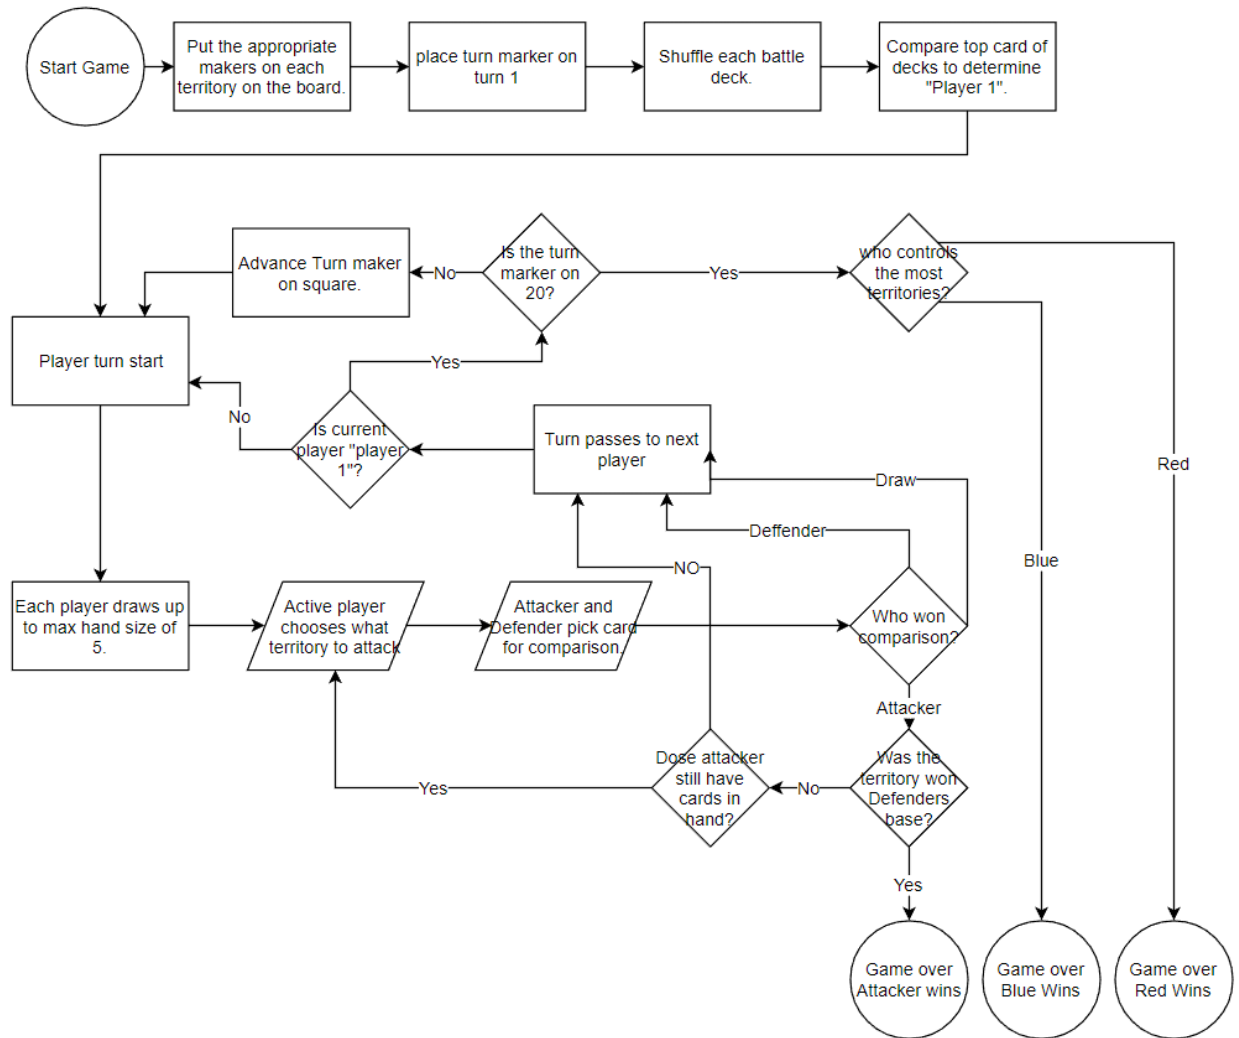 Start Game
Put the appropriate
makers on each
territory on the board.
place turn marker on
turn 1
Shuffle each battle
deck.
Compare top card of
decks to determine
"Player 1".
Advance Turn maker
on square.
No
Is the turn
marker on
20?
Yes
who controls
the most
territories?
Player turn start
Yes
No
Is current
player "player
1"?
Turn passes to next
player
Red
Draw
Deffender
Blue
NO
Each player draws up
to max hand size of
5.
Active player
chooses what
territory to attack
Attacker and
Defender pick card
for comparison.
Who won
comparison?
Attacker
Dose attacker
still have
cards in
hand?
Was the
territory won
Defenders
base?
Yes
No
Yes
Game over
Attacker wins
Game over
Blue Wins
Game over
Red Wins